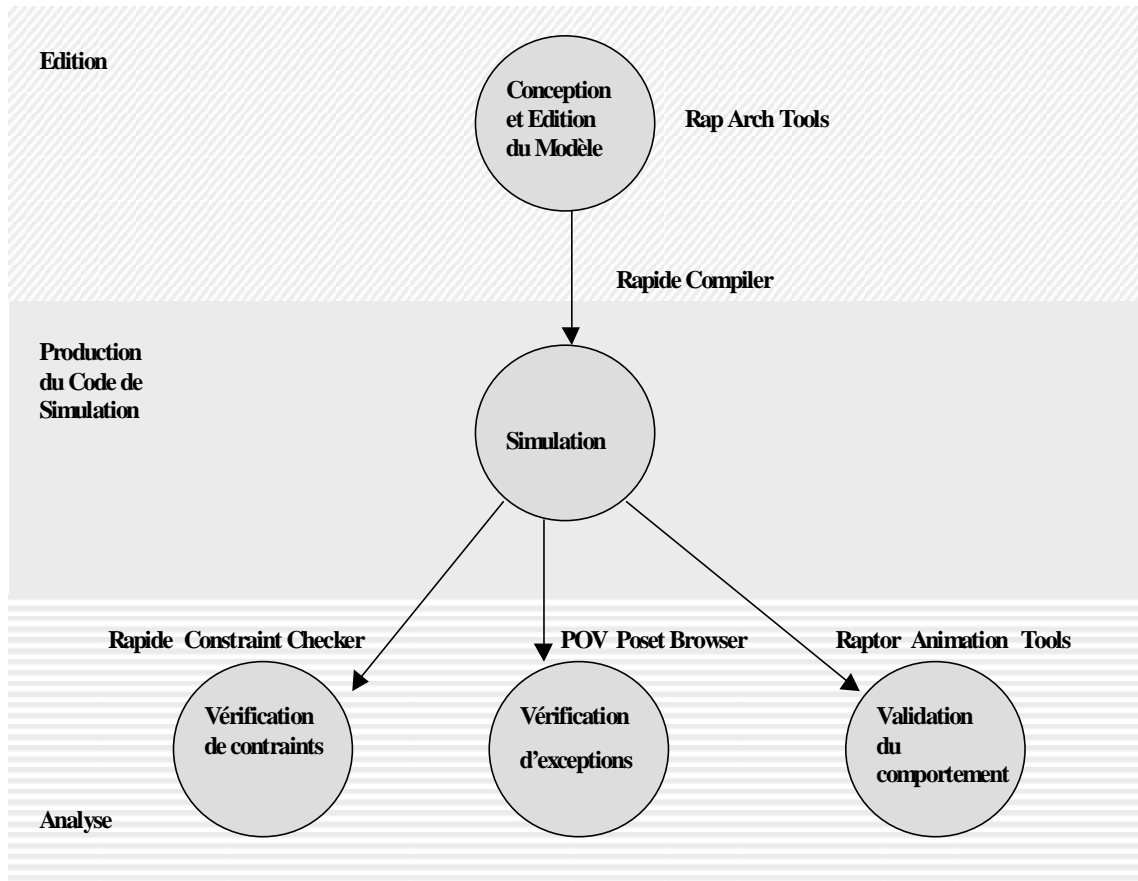 Edition
Conception
et Edition
du Modèle
Rap Arch Tools
Rapide Compiler
Production
du Code de
Simulation
Simulation
Rapide Constraint Checker
POV Poset Browser
Raptor Animation Tools
Vérification
de contraints
Vérification
d'exceptions
Validation
du
comportement
Analyse